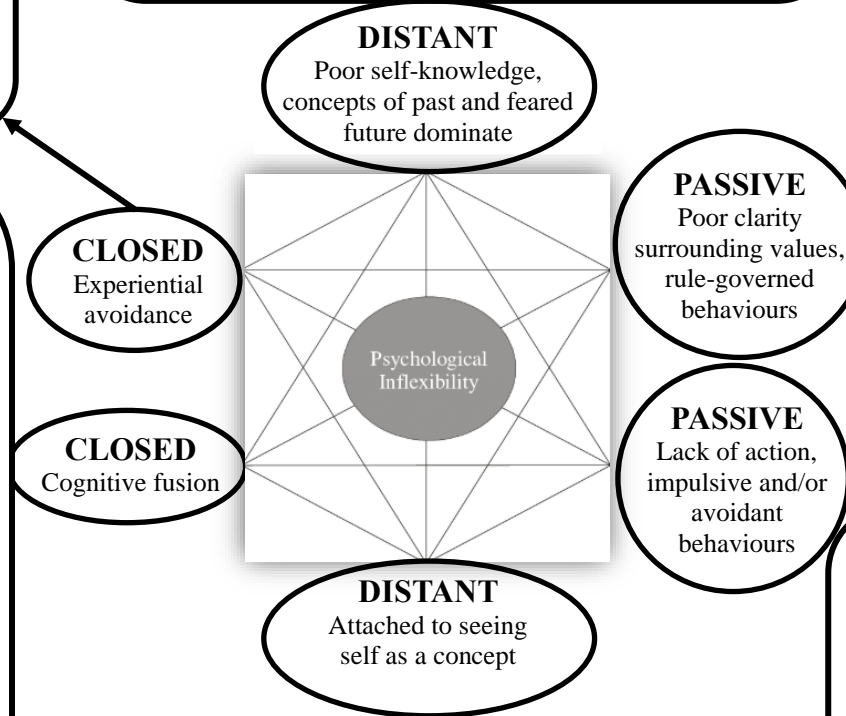 DISTANT
Poor self-knowledge,
concepts of past and feared
future dominate
PASSIVE
Poor clarity
surrounding values,
rule-governed
behaviours
CLOSED
Experiential
avoidance
Psychological
Inflexibility
CLOSED
Cognitive fusion
PASSIVE
Lack of action,
impulsive and/or
avoidant
behaviours
DISTANT
Attached to seeing
self as a concept